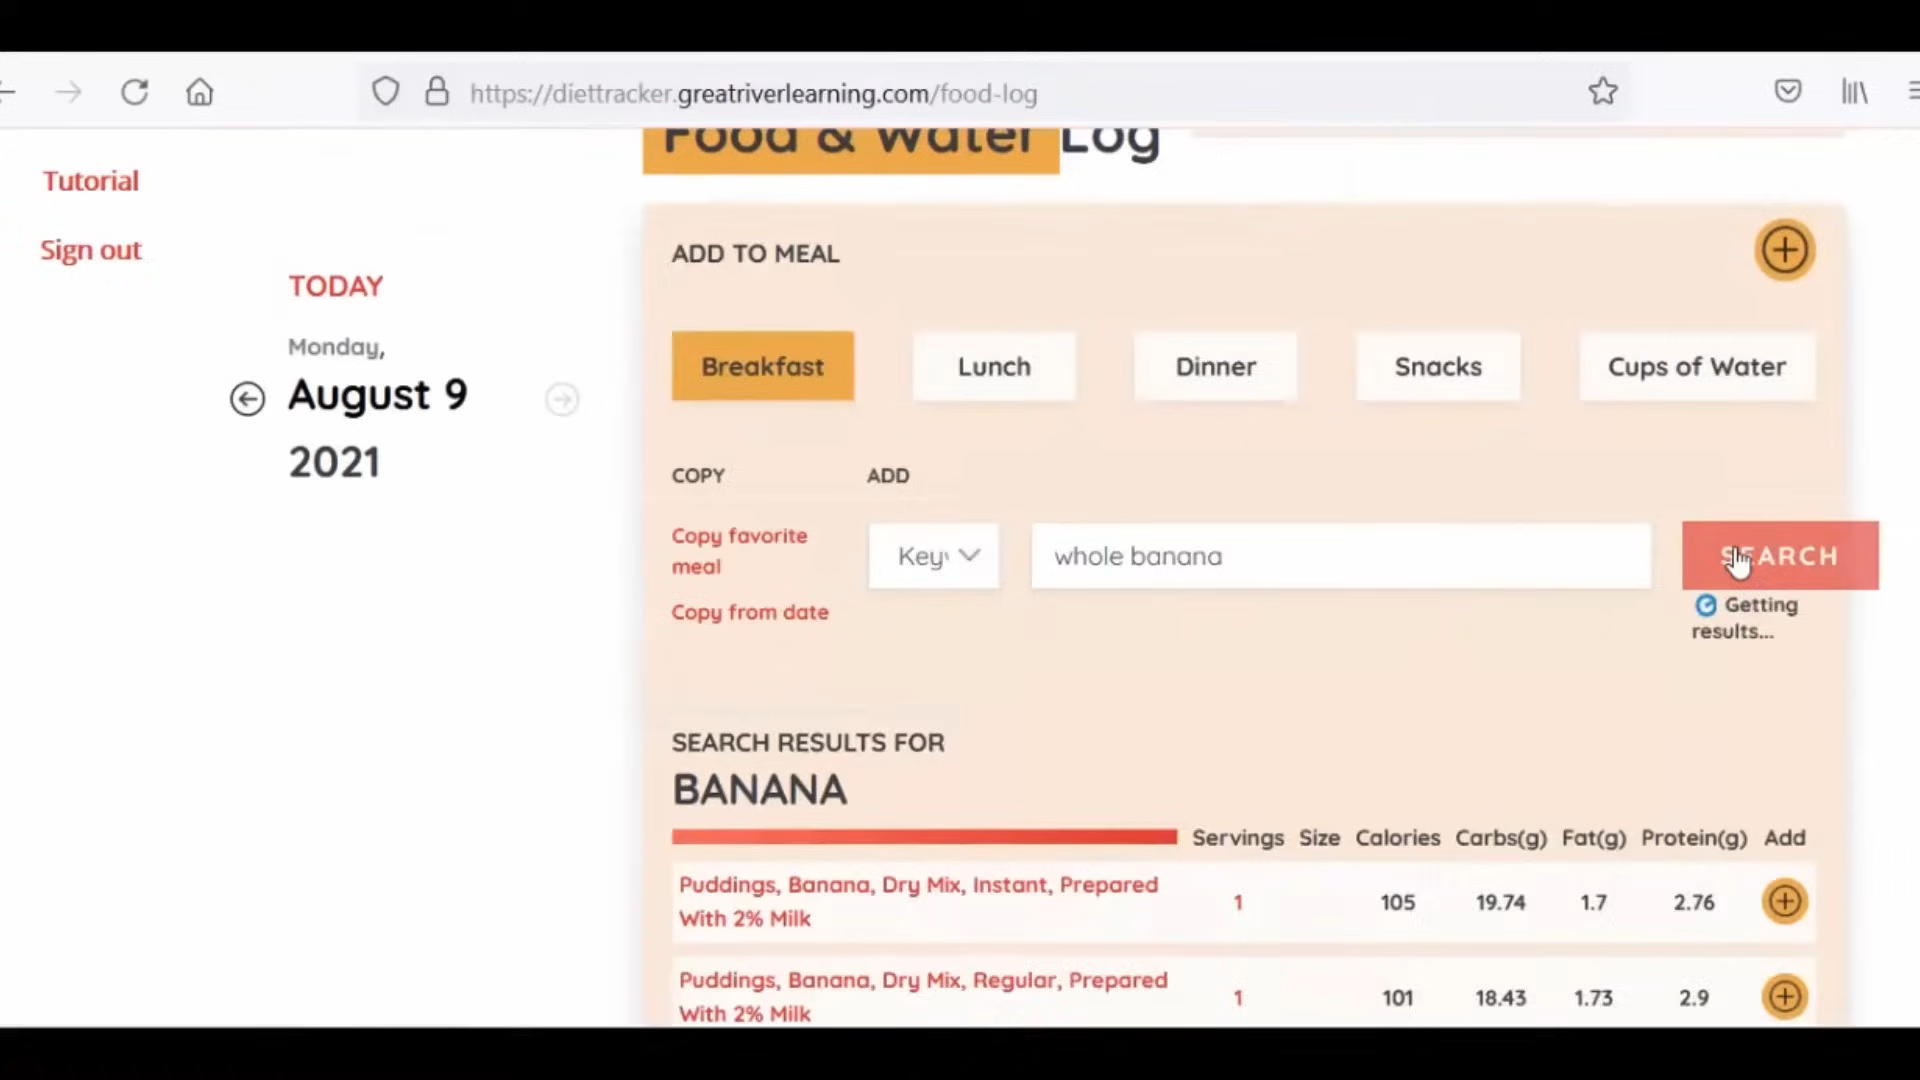 https://diettracker.greatriverlearning.com/food-log
Food & Water Log
Tutorial
Sign out
TODAY
Monday,
August 9
2021
ADD TO MEAL
Breakfast
Lunch
Dinner
Snacks
Cups of Water
COPY
ADD
Copy favorite
meal
Copy from date
Key
whole banana
SEARCH
Getting
results...
SEARCH RESULTS FOR
BANANA
Servings Size Calories Carbs(g) Fat(g) Protein(g) Add
Puddings, Banana, Dry Mix, Instant, Prepared
With 2% Milk
1 105 19.74 1.7 2.76
Puddings, Banana, Dry Mix, Regular, Prepared
With 2% Milk
1 101 18.43 1.73 2.9